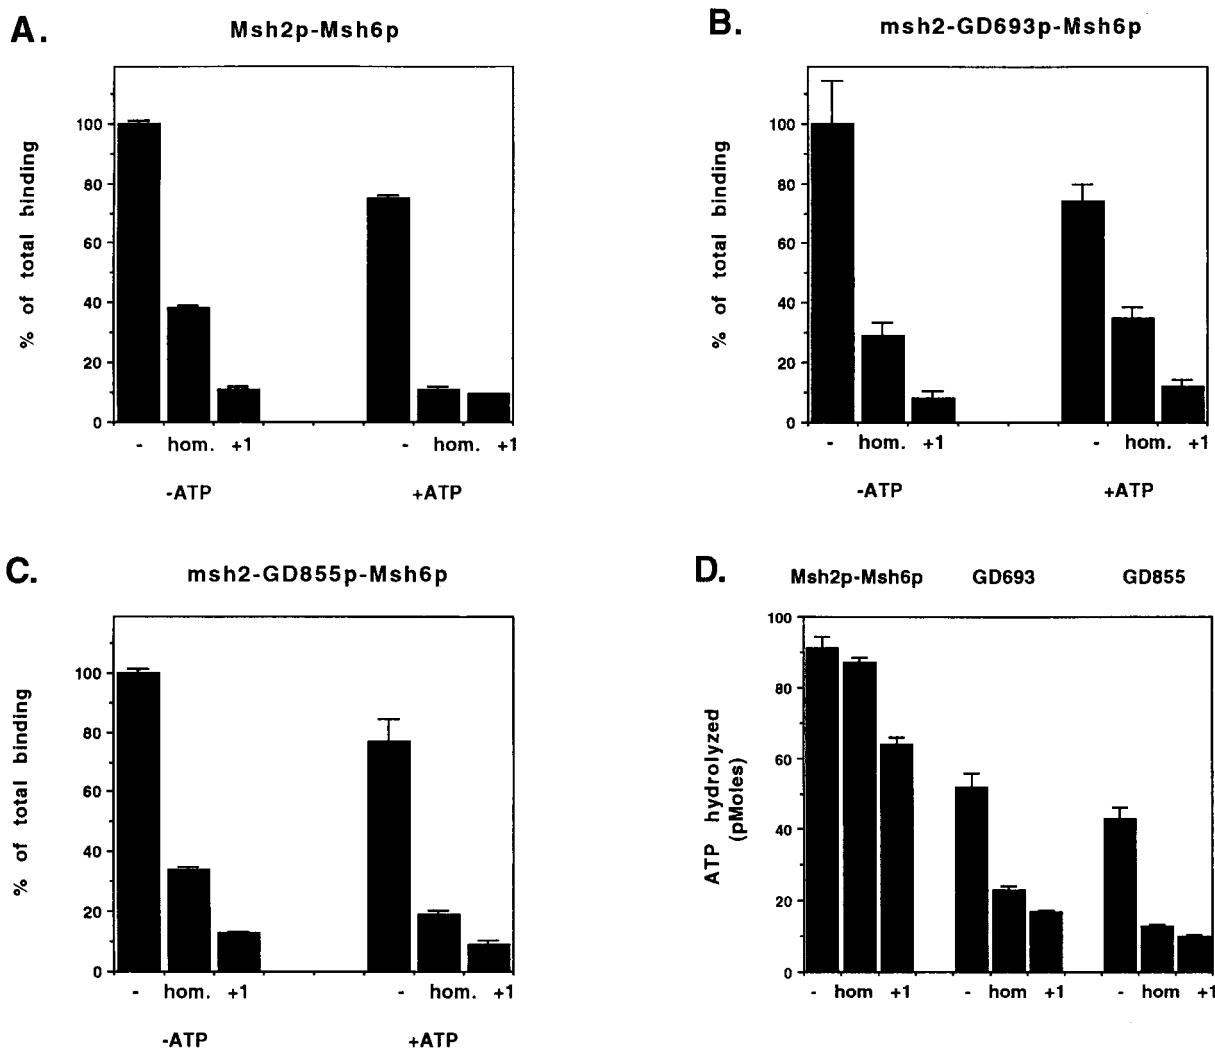 A.
Msh2p-Msh6p
% of total binding
100
80
60
40
20
0
- hom. +1 - hom. +1
-ATP +ATP
B.
msh2-GD693p-Msh6p
% of total binding
100
80
60
40
20
0
- hom. +1 - hom. +1
-ATP +ATP
C.
msh2-GD855p-Msh6p
% of total binding
100
80
60
40
20
0
- hom. +1 - hom. +1
-ATP +ATP
D.
Msh2p-Msh6p GD693 GD855
ATP hydrolyzed
(pMoles)
100
80
60
40
20
0
- hom +1 - hom +1 - hom +1